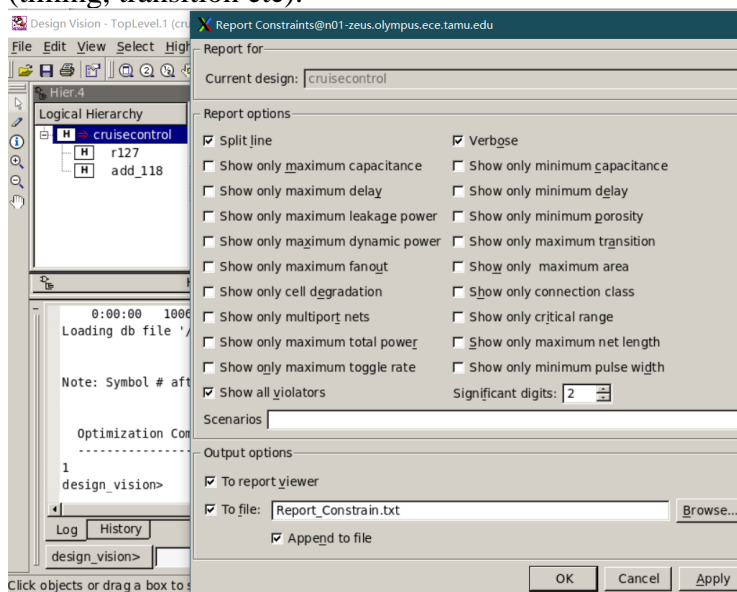 (timing, transition etc).
Design Vision - TopLevel.1 (cru
File Edit View Select High
Hier.4
Logical Hierarchy
H cruisecontrol
H r127
H add_118
0:00:00 1006
Loading db file '/
Note: Symbol # aft
Optimization Com
----------------
1
design_vision>
Log History
design_vision>
Click objects or drag a box to s
Report Constraints@n01-zeus.olympus.ece.tamu.edu
Report for
Current design: cruisecontrol
Report options
Split line Verbose
Show only maximum capacitance Show only minimum capacitance
Show only maximum delay Show only minimum delay
Show only maximum leakage power Show only minimum porosity
Show only maximum dynamic power Show only maximum transition
Show only maximum fanout Show only maximum area
Show only cell degradation Show only connection class
Show only multiport nets Show only critical range
Show only maximum total power Show only maximum net length
Show only maximum toggle rate Show only minimum pulse width
Show all violators Significant digits: 2
Scenarios
Output options
To report viewer
To file: Report_Constrain.txt Browse...
Append to file
OK Cancel Apply